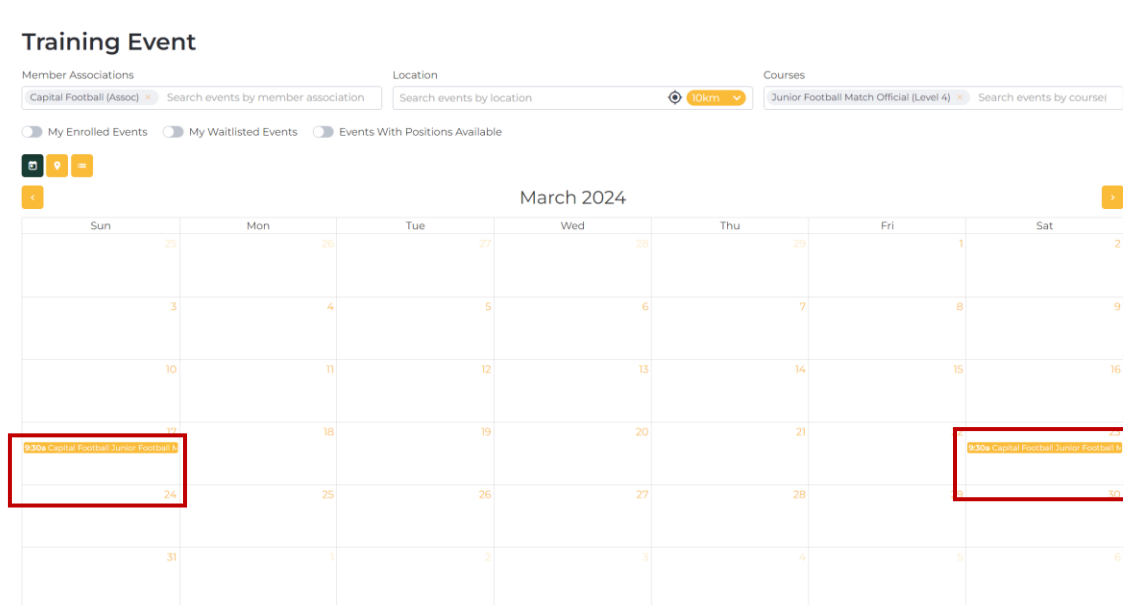 Training Event
Member Associations Location Courses
Capital Football (Assoc) × Search events by member association Search events by location 10km Junior Football Match Official (Level 4) × Search events by course(
My Enrolled Events My Waitlisted Events Events With Positions Available
March 2024
Sun Mon Tue Wed Thu Fri Sat
25 26 27 28 29 1 2
3 4 5 6 7 8 9
10 11 12 13 14 15 16
17 18 19 20 21 23
9:30a Capital Football Junior Football M 9:30a Capital Football Junior Football M
24 25 26 27 28 29 30
31 1 2 3 4 5 6